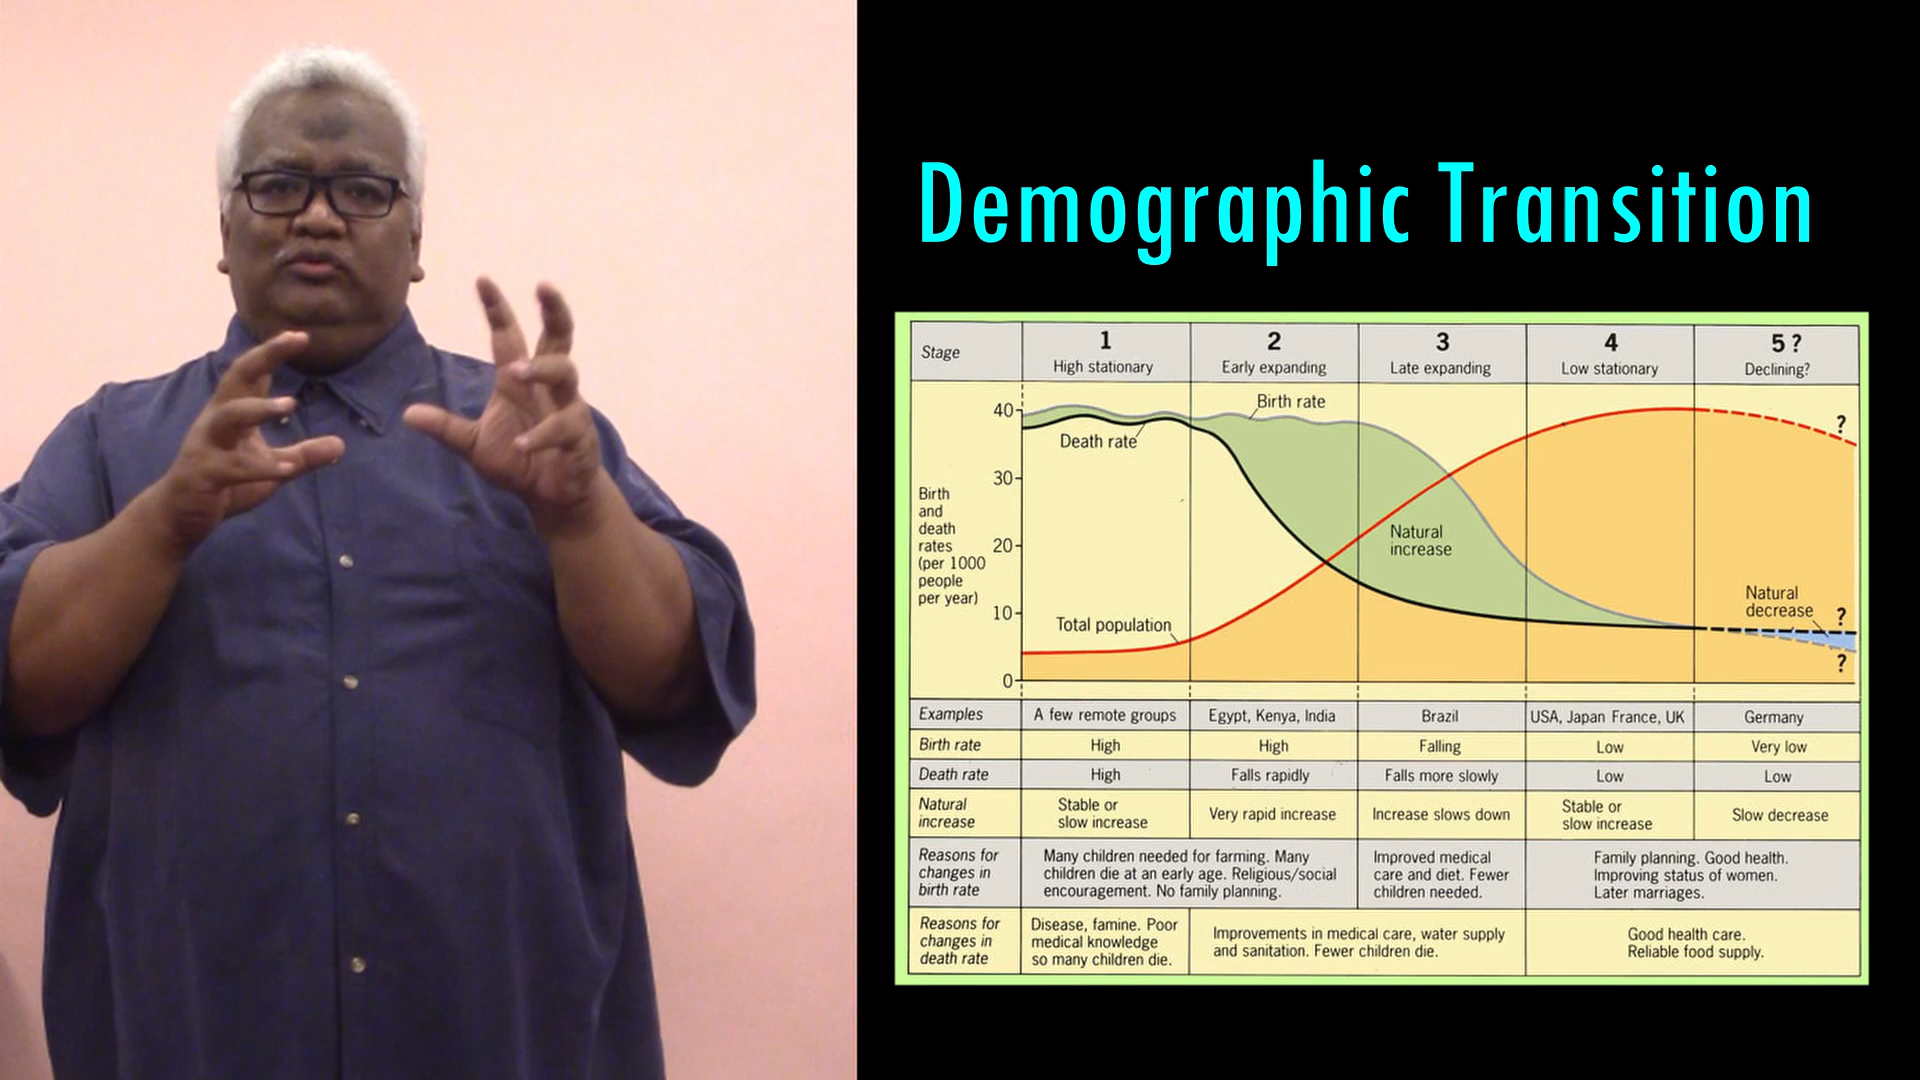 Demographic Transition
Stage
1
High stationary
2
Early expanding
3
Late expanding
4
Low stationary
5 ?
Declining?
Birth rate
40
?
Death rate
30
Birth
and
death
rates
(per 1000
people
per year)
Natural
increase
20
Natural
decrease
?
10
Total population
?
0
Examples
A few remote groups
Egypt, Kenya, India
Brazil
USA, Japan France, UK
Germany
Birth rate
High
High
Falling
Low
Very low
Death rate
High
Falls rapidly
Falls more slowly
Low
Low
Natural
increase
Stable or
slow increase
Very rapid increase
Increase slows down
Stable or
slow increase
Slow decrease
Reasons for
changes in
birth rate
Many children needed for farming. Many
children die at an early age. Religious/social
encouragement. No family planning.
Improved medical
care and diet. Fewer
children needed.
Family planning. Good health.
Improving status of women.
Later marriages.
Reasons for
changes in
death rate
Disease, famine. Poor
medical knowledge
so many children die.
Improvements in medical care, water supply
and sanitation. Fewer children die.
Good health care.
Reliable food supply.